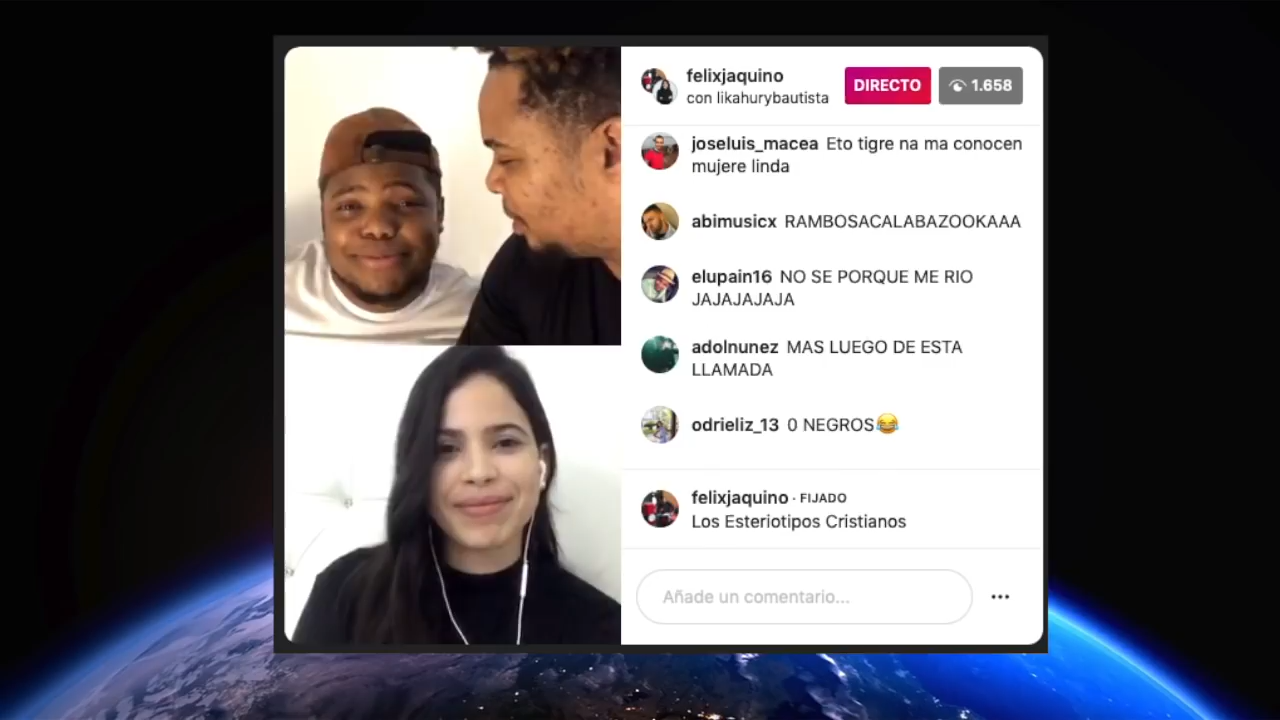 felixjaquino
con likahurybautista
DIRECTO
1.658
joseluis_macea Eto tigre na ma conocen
mujere linda
abimusicx RAMBOSACALABAZOOKAAA
elupain16 NO SE PORQUE ME RIO
JAJAJAJAJA
adolnunez MAS LUEGO DE ESTA
LLAMADA
odrieliz_13 0 NEGROS😂
felixjaquino · FIJADO
Los Esteriotipos Cristianos
Añade un comentario...